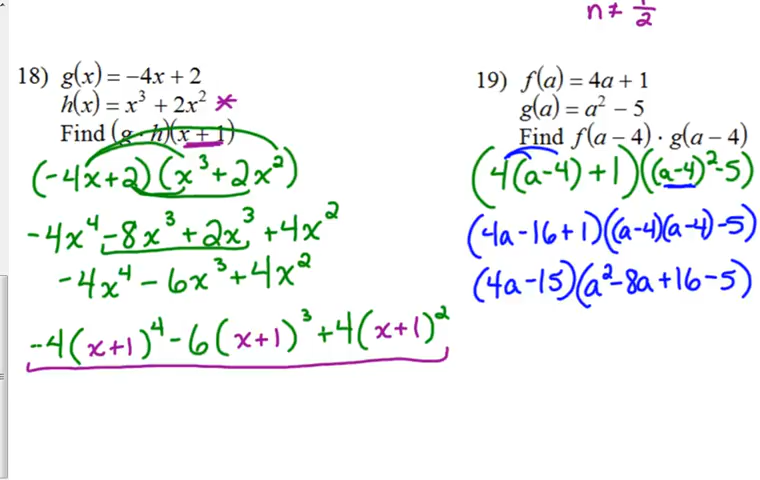 n ≠ 1/2
18) g(x) = −4x + 2
h(x) = x³ + 2x² *
Find (g · h)(x + 1)
(-4x+2)(x³+2x²)
-4x⁴-8x³+2x³+4x²
-4x⁴-6x³+4x²
-4(x+1)⁴-6(x+1)³+4(x+1)²
19) f(a) = 4a + 1
g(a) = a² − 5
Find f(a − 4) · g(a − 4)
(4(a-4)+1)((a-4)²-5)
(4a-16+1)((a-4)(a-4)-5)
(4a-15)(a²-8a+16-5)